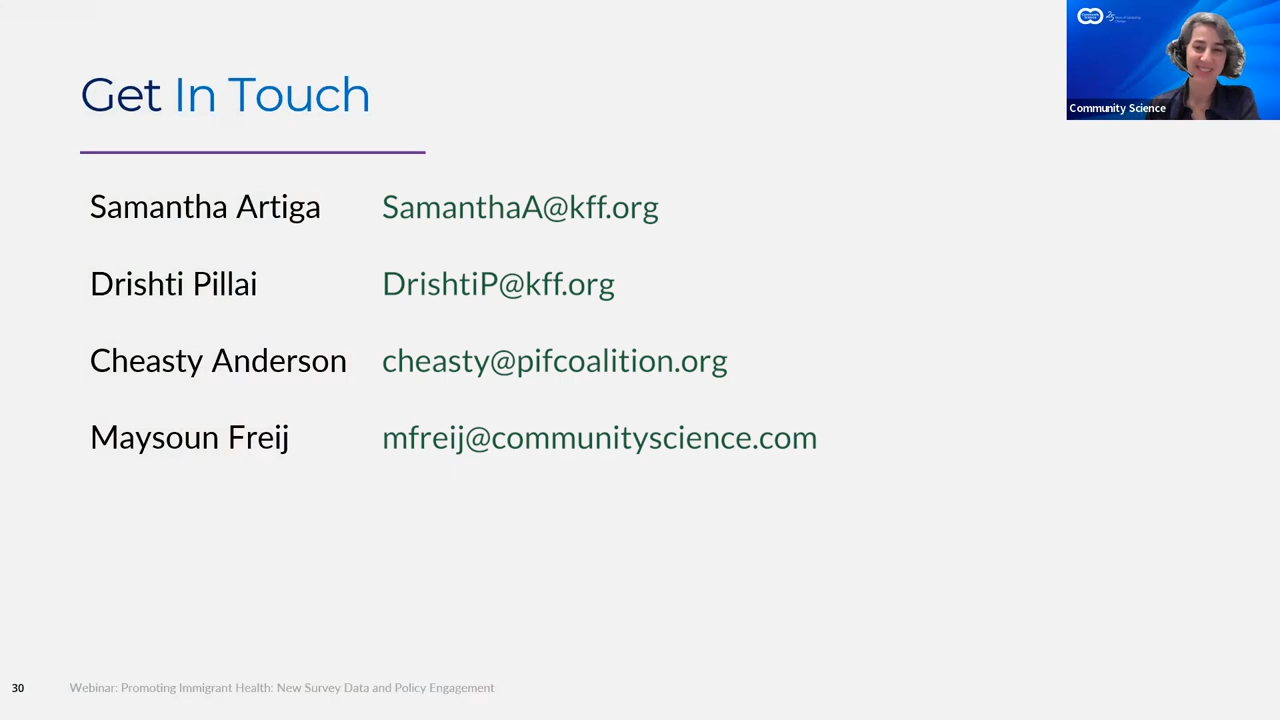 Get In Touch
Samantha Artiga SamanthaA@kff.org
Drishti Pillai DrishtiP@kff.org
Cheasty Anderson cheasty@pifcoalition.org
Maysoun Freij mfreij@communityscience.com
30 Webinar: Promoting Immigrant Health: New Survey Data and Policy Engagement
Community Science